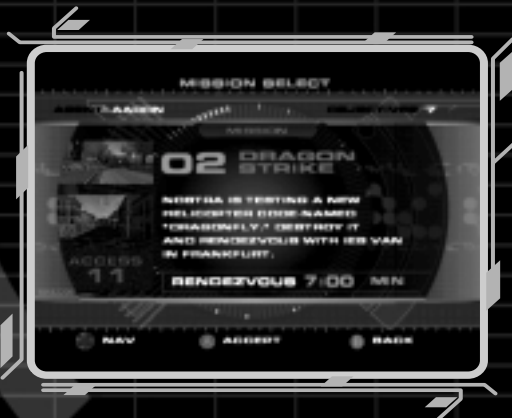 MISSION SELECT
MISSION
02 DRAGON STRIKE
NOSTRA IS TESTING A NEW
HELICOPTER CODE-NAMED
"DRAGONFLY." DESTROY IT
AND RENDEZVOUS WITH IEB VAN
IN FRANKFURT.
ACCESS
11
RENDEZVOUS 7:00 MIN
NAV ACCEPT BACK